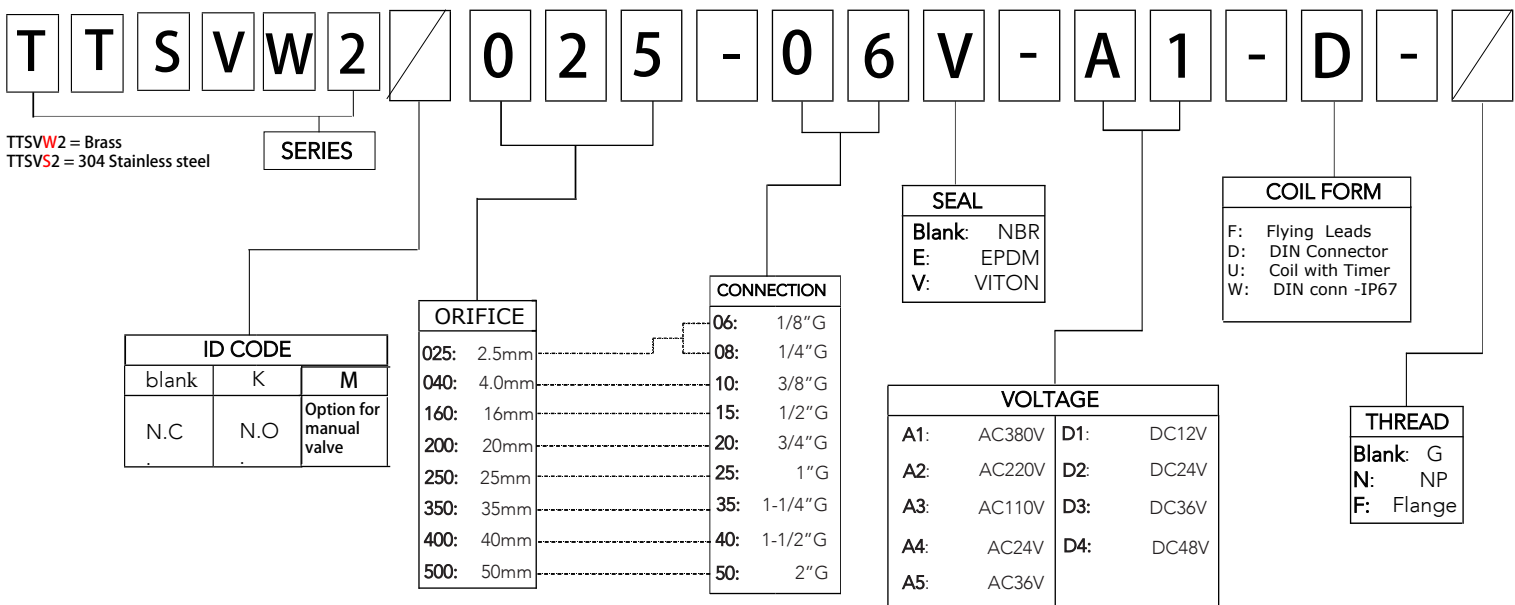 T T S V W 2 / 0 2 5 - 0 6 V - A 1 - D - /
TTSVW2 = Brass
TTSVS2 = 304 Stainless steel
SERIES
ID CODE
blank K M
N.C N.O Option for manual valve
. .
ORIFICE
025: 2.5mm
040: 4.0mm
160: 16mm
200: 20mm
250: 25mm
350: 35mm
400: 40mm
500: 50mm
CONNECTION
06: 1/8"G
08: 1/4"G
10: 3/8"G
15: 1/2"G
20: 3/4"G
25: 1"G
35: 1-1/4"G
40: 1-1/2"G
50: 2"G
SEAL
Blank: NBR
E: EPDM
V: VITON
VOLTAGE
A1: AC380V D1: DC12V
A2: AC220V D2: DC24V
A3: AC110V D3: DC36V
A4: AC24V D4: DC48V
A5: AC36V
COIL FORM
F: Flying Leads
D: DIN Connector
U: Coil with Timer
W: DIN conn -IP67
THREAD
Blank: G
N: NP
F: Flange